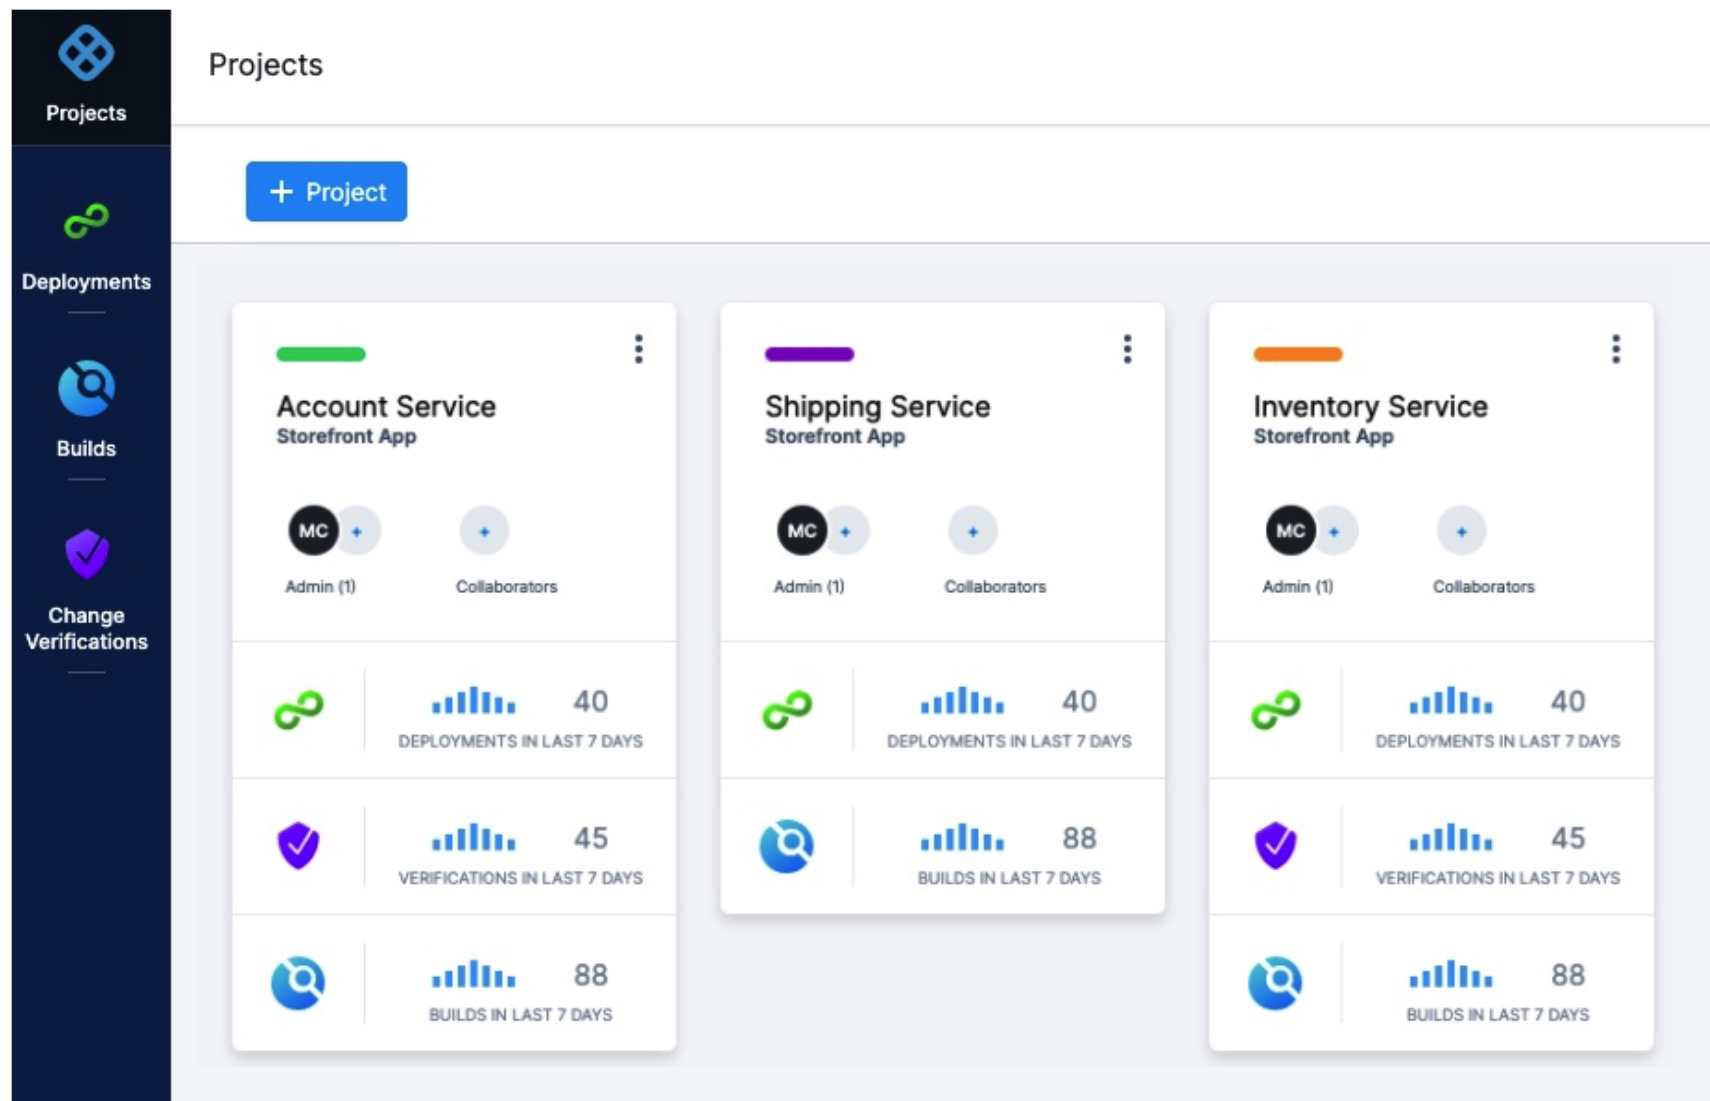 Projects
Deployments
Builds
Change
Verifications
Projects
+ Project
Account Service
Storefront App
MC +
+
Admin (1)
Collaborators
40
DEPLOYMENTS IN LAST 7 DAYS
45
VERIFICATIONS IN LAST 7 DAYS
88
BUILDS IN LAST 7 DAYS
Shipping Service
Storefront App
MC +
+
Admin (1)
Collaborators
40
DEPLOYMENTS IN LAST 7 DAYS
88
BUILDS IN LAST 7 DAYS
Inventory Service
Storefront App
MC +
+
Admin (1)
Collaborators
40
DEPLOYMENTS IN LAST 7 DAYS
45
VERIFICATIONS IN LAST 7 DAYS
88
BUILDS IN LAST 7 DAYS